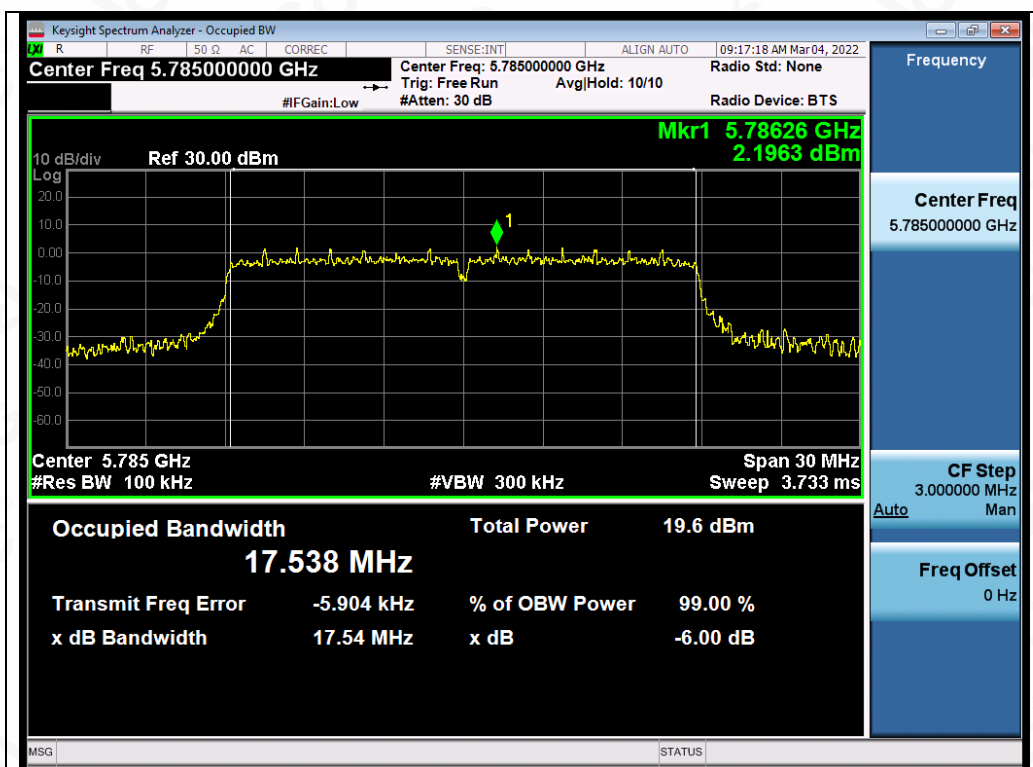 Keysight Spectrum Analyzer - Occupied BW
LXI R RF 50 Ω AC CORREC SENSE:INT ALIGN AUTO 09:17:18 AM Mar 04, 2022
Center Freq 5.785000000 GHz
Center Freq: 5.785000000 GHz
Radio Std: None
Trig: Free Run Avg|Hold: 10/10
#IFGain:Low
#Atten: 30 dB
Radio Device: BTS
Frequency
Mkr1 5.78626 GHz
2.1963 dBm
10 dB/div Ref 30.00 dBm
Log
20.0
10.0
0.00
-10.0
-20.0
-30.0
-40.0
-50.0
-60.0
1
Center 5.785 GHz Span 30 MHz
#Res BW 100 kHz #VBW 300 kHz Sweep 3.733 ms
Center Freq
5.785000000 GHz
CF Step
3.000000 MHz
Auto Man
Freq Offset
0 Hz
Occupied Bandwidth Total Power 19.6 dBm
17.538 MHz
Transmit Freq Error -5.904 kHz % of OBW Power 99.00 %
x dB Bandwidth 17.54 MHz x dB -6.00 dB
MSG STATUS